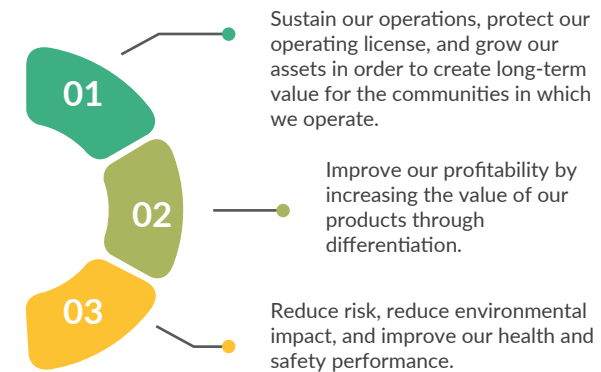 01
Sustain our operations, protect our
operating license, and grow our
assets in order to create long-term
value for the communities in which
we operate.
02
Improve our profitability by
increasing the value of our
products through
differentiation.
03
Reduce risk, reduce environmental
impact, and improve our health and
safety performance.